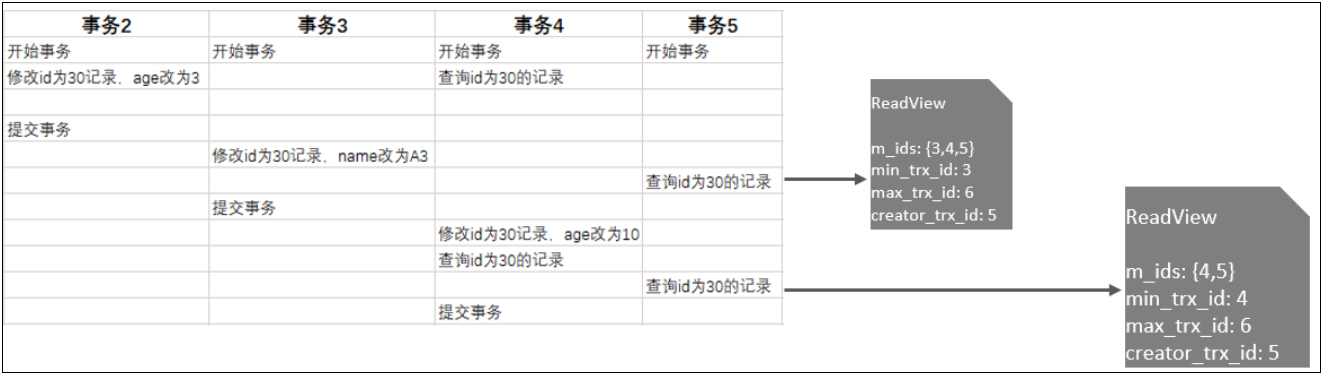 事务2 事务3 事务4 事务5
开始事务 开始事务 开始事务 开始事务
修改id为30记录，age改为3 查询id为30的记录
提交事务
修改id为30记录，name改为A3
查询id为30的记录
提交事务
修改id为30记录，age改为10
查询id为30的记录
查询id为30的记录
提交事务
ReadView
m_ids: {3,4,5}
min_trx_id: 3
max_trx_id: 6
creator_trx_id: 5
ReadView
m_ids: {4,5}
min_trx_id: 4
max_trx_id: 6
creator_trx_id: 5